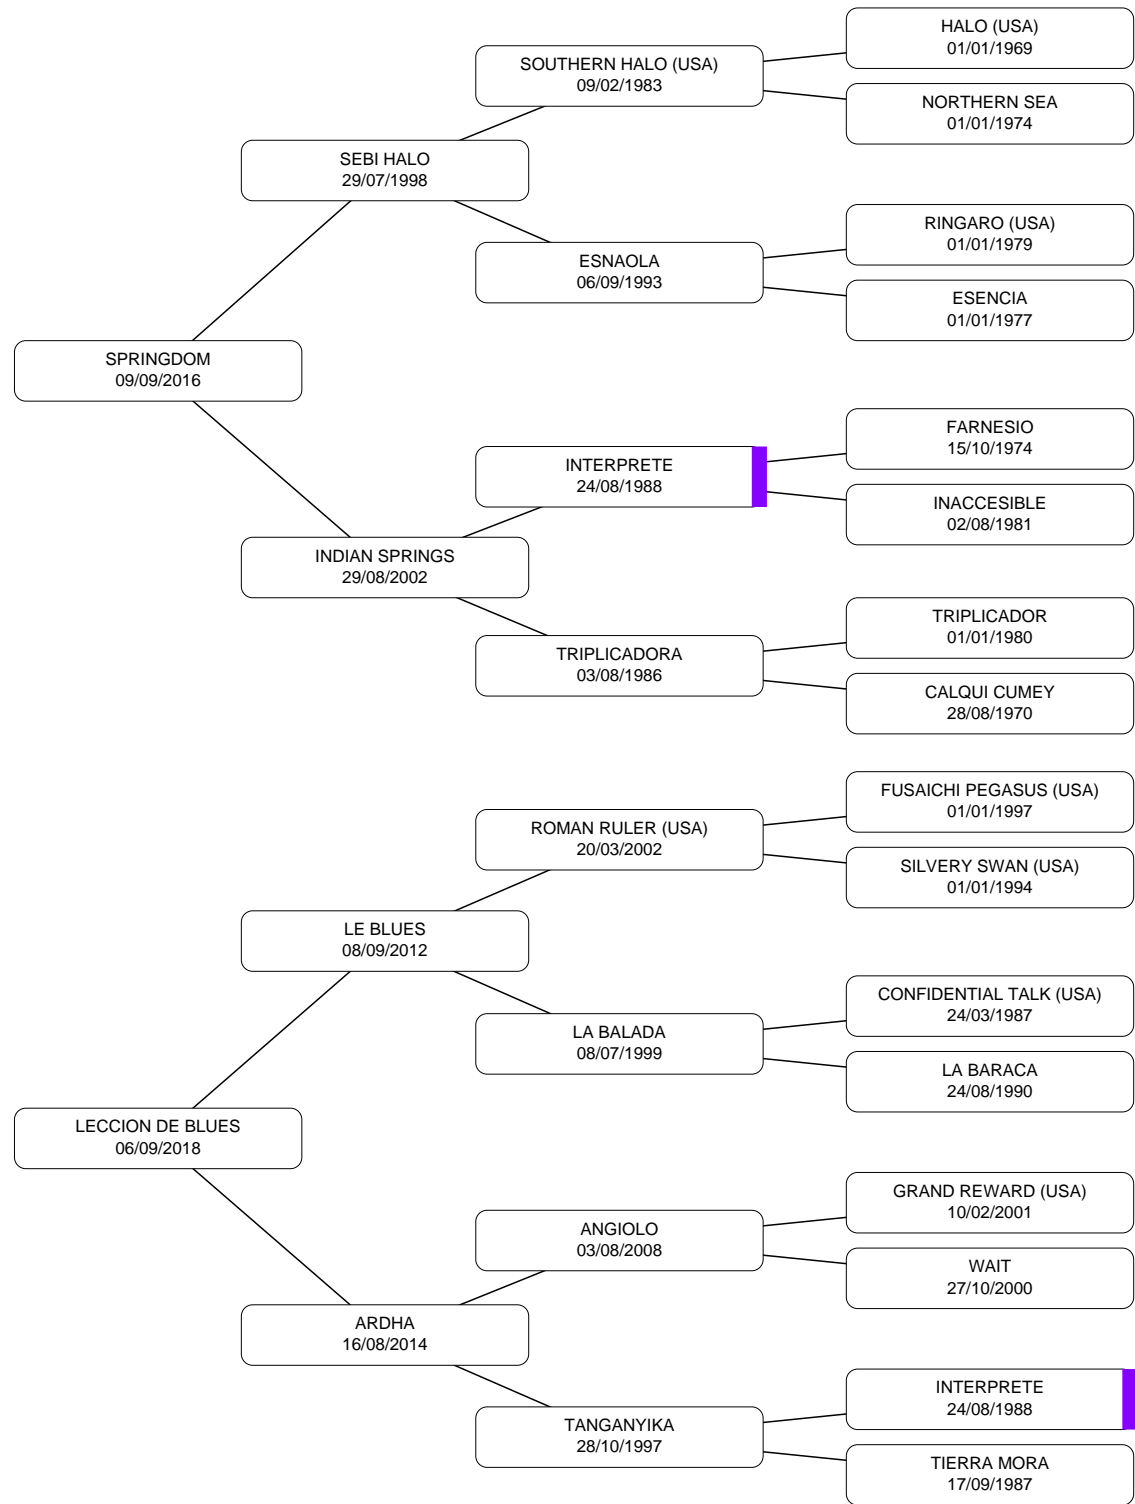 HALO (USA)
01/01/1969
SOUTHERN HALO (USA)
09/02/1983
NORTHERN SEA
01/01/1974
SEBI HALO
29/07/1998
RINGARO (USA)
01/01/1979
ESNAOLA
06/09/1993
ESENCIA
01/01/1977
SPRINGDOM
09/09/2016
FARNESIO
15/10/1974
INTERPRETE
24/08/1988
INACCESIBLE
02/08/1981
INDIAN SPRINGS
29/08/2002
TRIPLICADOR
01/01/1980
TRIPLICADORA
03/08/1986
CALQUI CUMEY
28/08/1970
FUSAICHI PEGASUS (USA)
01/01/1997
ROMAN RULER (USA)
20/03/2002
SILVERY SWAN (USA)
01/01/1994
LE BLUES
08/09/2012
CONFIDENTIAL TALK (USA)
24/03/1987
LA BALADA
08/07/1999
LA BARACA
24/08/1990
LECCION DE BLUES
06/09/2018
GRAND REWARD (USA)
10/02/2001
ANGIOLO
03/08/2008
WAIT
27/10/2000
ARDHA
16/08/2014
INTERPRETE
24/08/1988
TANGANYIKA
28/10/1997
TIERRA MORA
17/09/1987